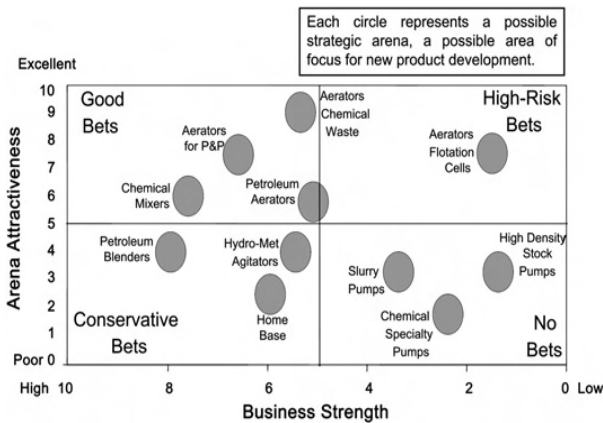 Each circle represents a possible
strategic arena, a possible area of
focus for new product development.
Excellent
10
9
8
7
6
5
4
3
2
1
Poor 0
Arena Attractiveness
Good
Bets
High-Risk
Bets
Aerators
Chemical
Waste
Aerators
for P&P
Aerators
Flotation
Cells
Chemical
Mixers
Petroleum
Aerators
Petroleum
Blenders
Hydro-Met
Agitators
High Density
Stock
Pumps
Slurry
Pumps
Home
Base
Chemical
Specialty
Pumps
Conservative
Bets
No
Bets
High 10
8
6
4
2
0 Low
Business Strength